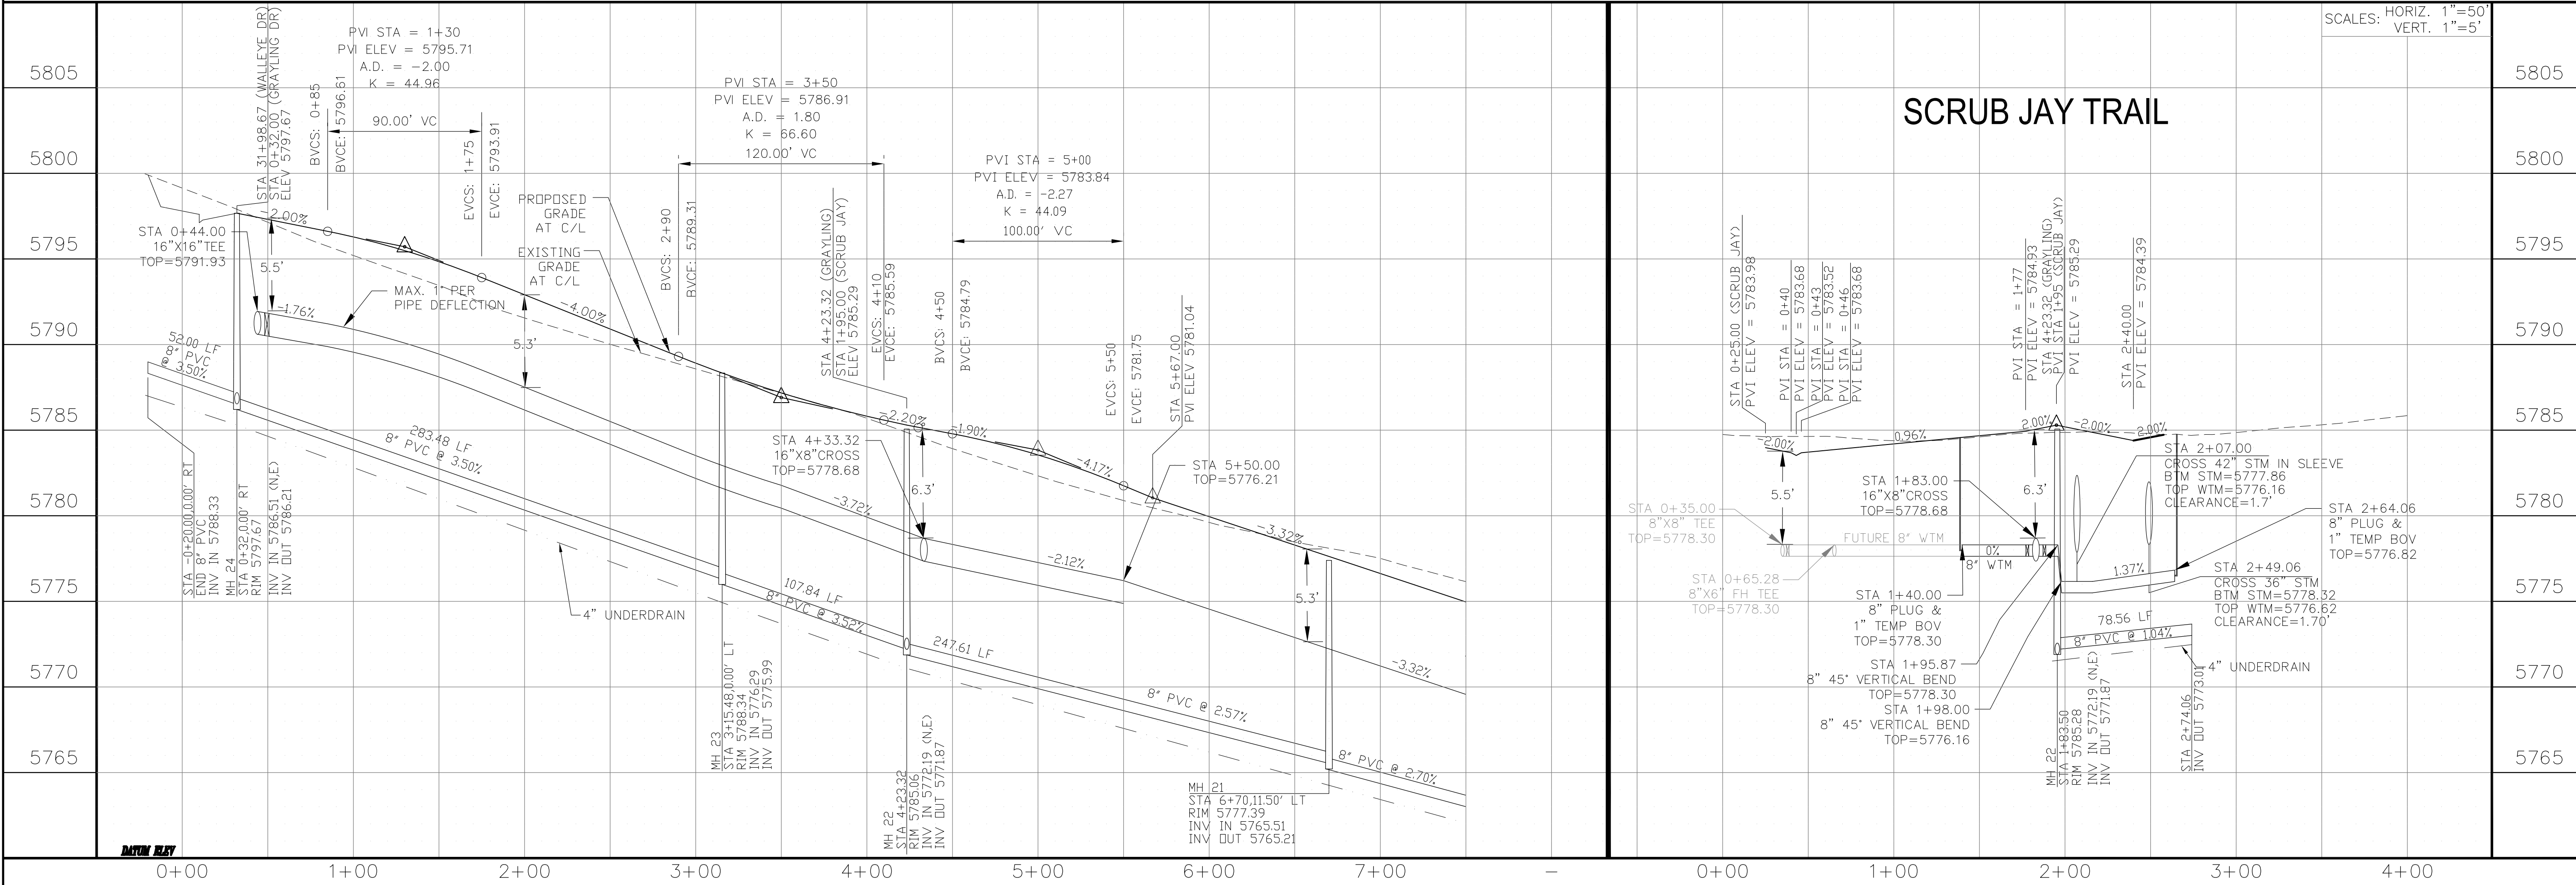 SCALES: HORIZ. 1"=50'
VERT. 1"=5'
5805
5800
5795
5790
5785
5780
5775
5770
5765
PVI STA = 1+30
PVI ELEV = 5795.71
A.D. = -2.00
K = 44.96
90.00' VC
STA 31+98.67 (WALLEYE DR)
STA 0+32.00 (GRAYLING DR)
ELEV 5797.67
BVCS: 0+85
BVCE: 5796.61
EVCS: 1+75
EVCE: 5793.91
PVI STA = 3+50
PVI ELEV = 5786.91
A.D. = 1.80
K = 66.60
120.00' VC
BVCS: 2+90
BVCE: 5789.31
PROPOSED
GRADE
AT C/L
EXISTING
GRADE
AT C/L
STA 4+23.32 (GRAYLING)
STA 1+95.00 (SCRUB JAY)
ELEV 5785.29
EVCS: 4+10
EVCE: 5785.59
PVI STA = 5+00
PVI ELEV = 5783.84
A.D. = -2.27
K = 44.09
100.00' VC
BVCS: 4+50
BVCE: 5784.79
EVCS: 5+50
EVCE: 5781.75
STA 5+67.00
PVI ELEV 5781.04
-2.00%
STA 0+44.00
16"X16"TEE
TOP=5791.93
5.5'
-1.76%
MAX. 1° PER
PIPE DEFLECTION
-4.00%
5.3'
52.00 LF
8" PVC
@ 3.50%
283.48 LF
8" PVC @ 3.50%
-2.20%
-1.90%
-4.17%
STA 4+33.32
16"X8"CROSS
TOP=5778.68
6.3'
STA 5+50.00
TOP=5776.21
-3.72%
-2.12%
-3.32%
5.3'
-3.32%
STA -0+20.00,0.00' RT
END 8" PVC
INV IN 5788.33
MH 24
STA 0+32,0.00' RT
RIM 5797.67
INV IN 5786.51 (N,E)
INV OUT 5786.21
4" UNDERDRAIN
107.84 LF
8" PVC @ 3.52%
247.61 LF
8" PVC @ 2.57%
8" PVC @ 2.70%
MH 23
STA 3+15.48,0.00' LT
RIM 5788.34
INV IN 5776.29
INV OUT 5775.99
MH 22
STA 4+23.32
RIM 5785.06
INV IN 5772.19 (N,E)
INV OUT 5771.87
MH 21
STA 6+70,11.50' LT
RIM 5777.39
INV IN 5765.51
INV OUT 5765.21
DATUM ELEV
0+00 1+00 2+00 3+00 4+00 5+00 6+00 7+00 -
SCRUB JAY TRAIL
STA 0+25.00 (SCRUB JAY)
PVI ELEV = 5783.98
PVI STA = 0+40
PVI ELEV = 5783.68
PVI STA = 0+43
PVI ELEV = 5783.52
PVI STA = 0+46
PVI ELEV = 5783.68
PVI STA = 1+77
PVI ELEV = 5784.93
STA 4+23.32 (GRAYLING)
PVI STA 1+95 (SCRUB JAY)
PVI ELEV = 5785.29
STA 2+40.00
PVI ELEV = 5784.39
-2.00%
0.96%
2.00%
-2.00%
2.00%
5.5'
STA 0+35.00
8"X8" TEE
TOP=5778.30
FUTURE 8" WTM
STA 0+65.28
8"X6" FH TEE
TOP=5778.30
STA 1+83.00
16"X8"CROSS
TOP=5778.68
6.3'
0%
8" WTM
STA 1+40.00
8" PLUG &
1" TEMP BOV
TOP=5778.30
STA 1+95.87
8" 45° VERTICAL BEND
TOP=5778.30
STA 1+98.00
8" 45° VERTICAL BEND
TOP=5776.16
STA 2+07.00
CROSS 42" STM IN SLEEVE
BTM STM=5777.86
TOP WTM=5776.16
CLEARANCE=1.7'
STA 2+64.06
8" PLUG &
1" TEMP BOV
TOP=5776.82
1.37%
STA 2+49.06
CROSS 36" STM
BTM STM=5778.32
TOP WTM=5776.62
CLEARANCE=1.70'
78.56 LF
8" PVC @ 1.04%
4" UNDERDRAIN
MH 22
STA 1+83.50
RIM 5785.28
INV IN 5772.19 (N,E)
INV OUT 5771.87
STA 2+74.06
INV OUT 5773.01
0+00 1+00 2+00 3+00 4+00
5805
5800
5795
5790
5785
5780
5775
5770
5765